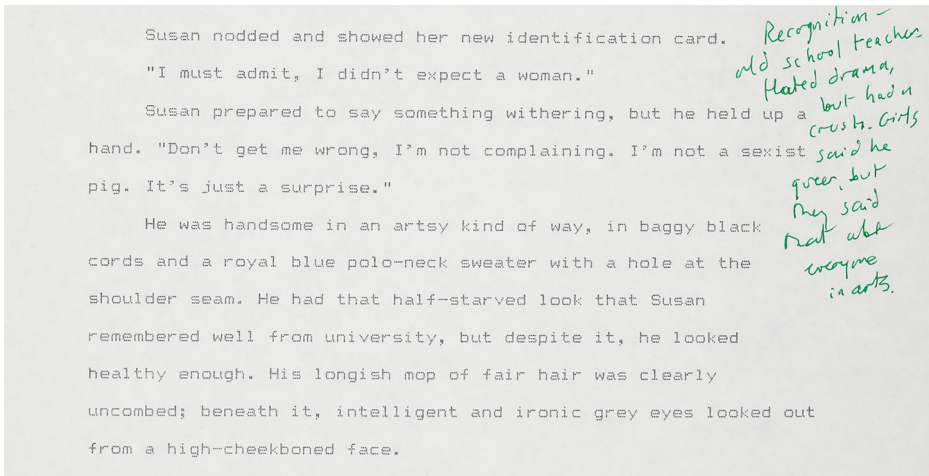 Susan nodded and showed her new identification card.
"I must admit, I didn't expect a woman."
Susan prepared to say something withering, but he held up a
hand. "Don't get me wrong, I'm not complaining. I'm not a sexist
pig. It's just a surprise."
He was handsome in an artsy kind of way, in baggy black
cords and a royal blue polo-neck sweater with a hole at the
shoulder seam. He had that half-starved look that Susan
remembered well from university, but despite it, he looked
healthy enough. His longish mop of fair hair was clearly
uncombed; beneath it, intelligent and ironic grey eyes looked out
from a high-cheekboned face.
Recognition –
old school teacher.
Hated drama,
but had a
crush. Girls
said he
queer, but
they said
that abt
everyone
in arts.